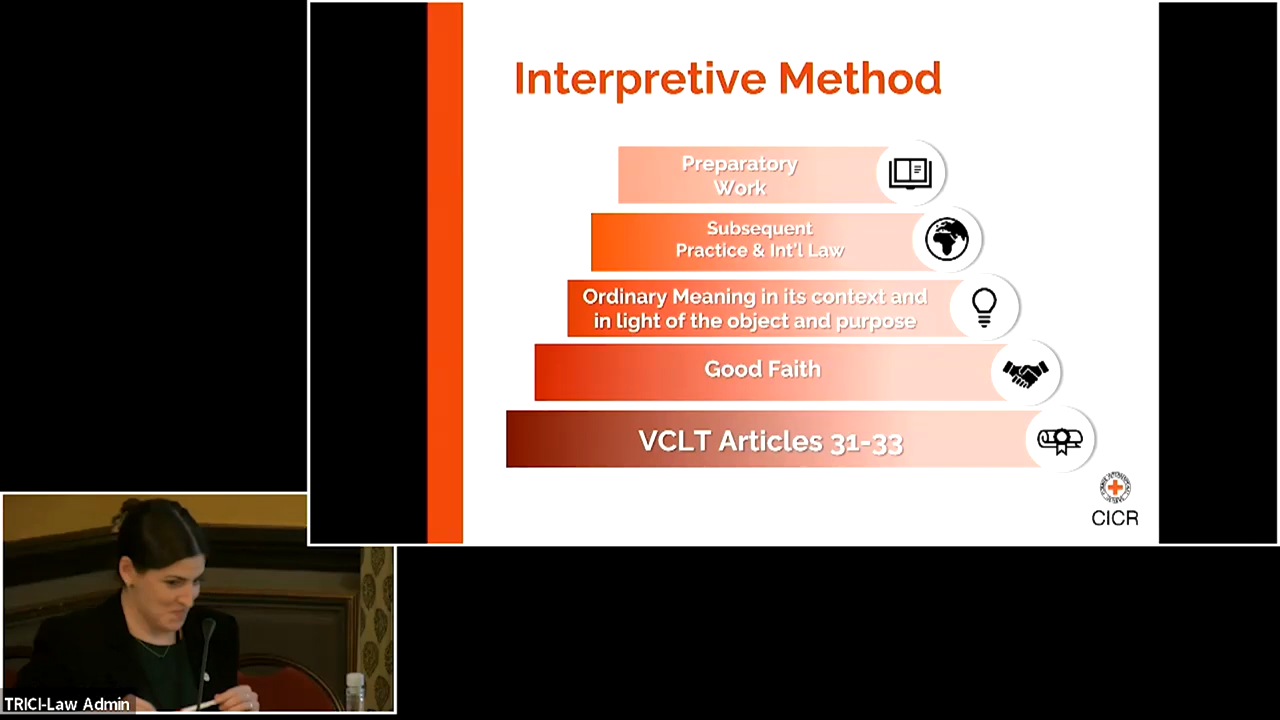 Interpretive Method
Preparatory
Work
Subsequent
Practice & Int'l Law
Ordinary Meaning in its context and
in light of the object and purpose
Good Faith
VCLT Articles 31-33
CICR
TRICI-Law Admin